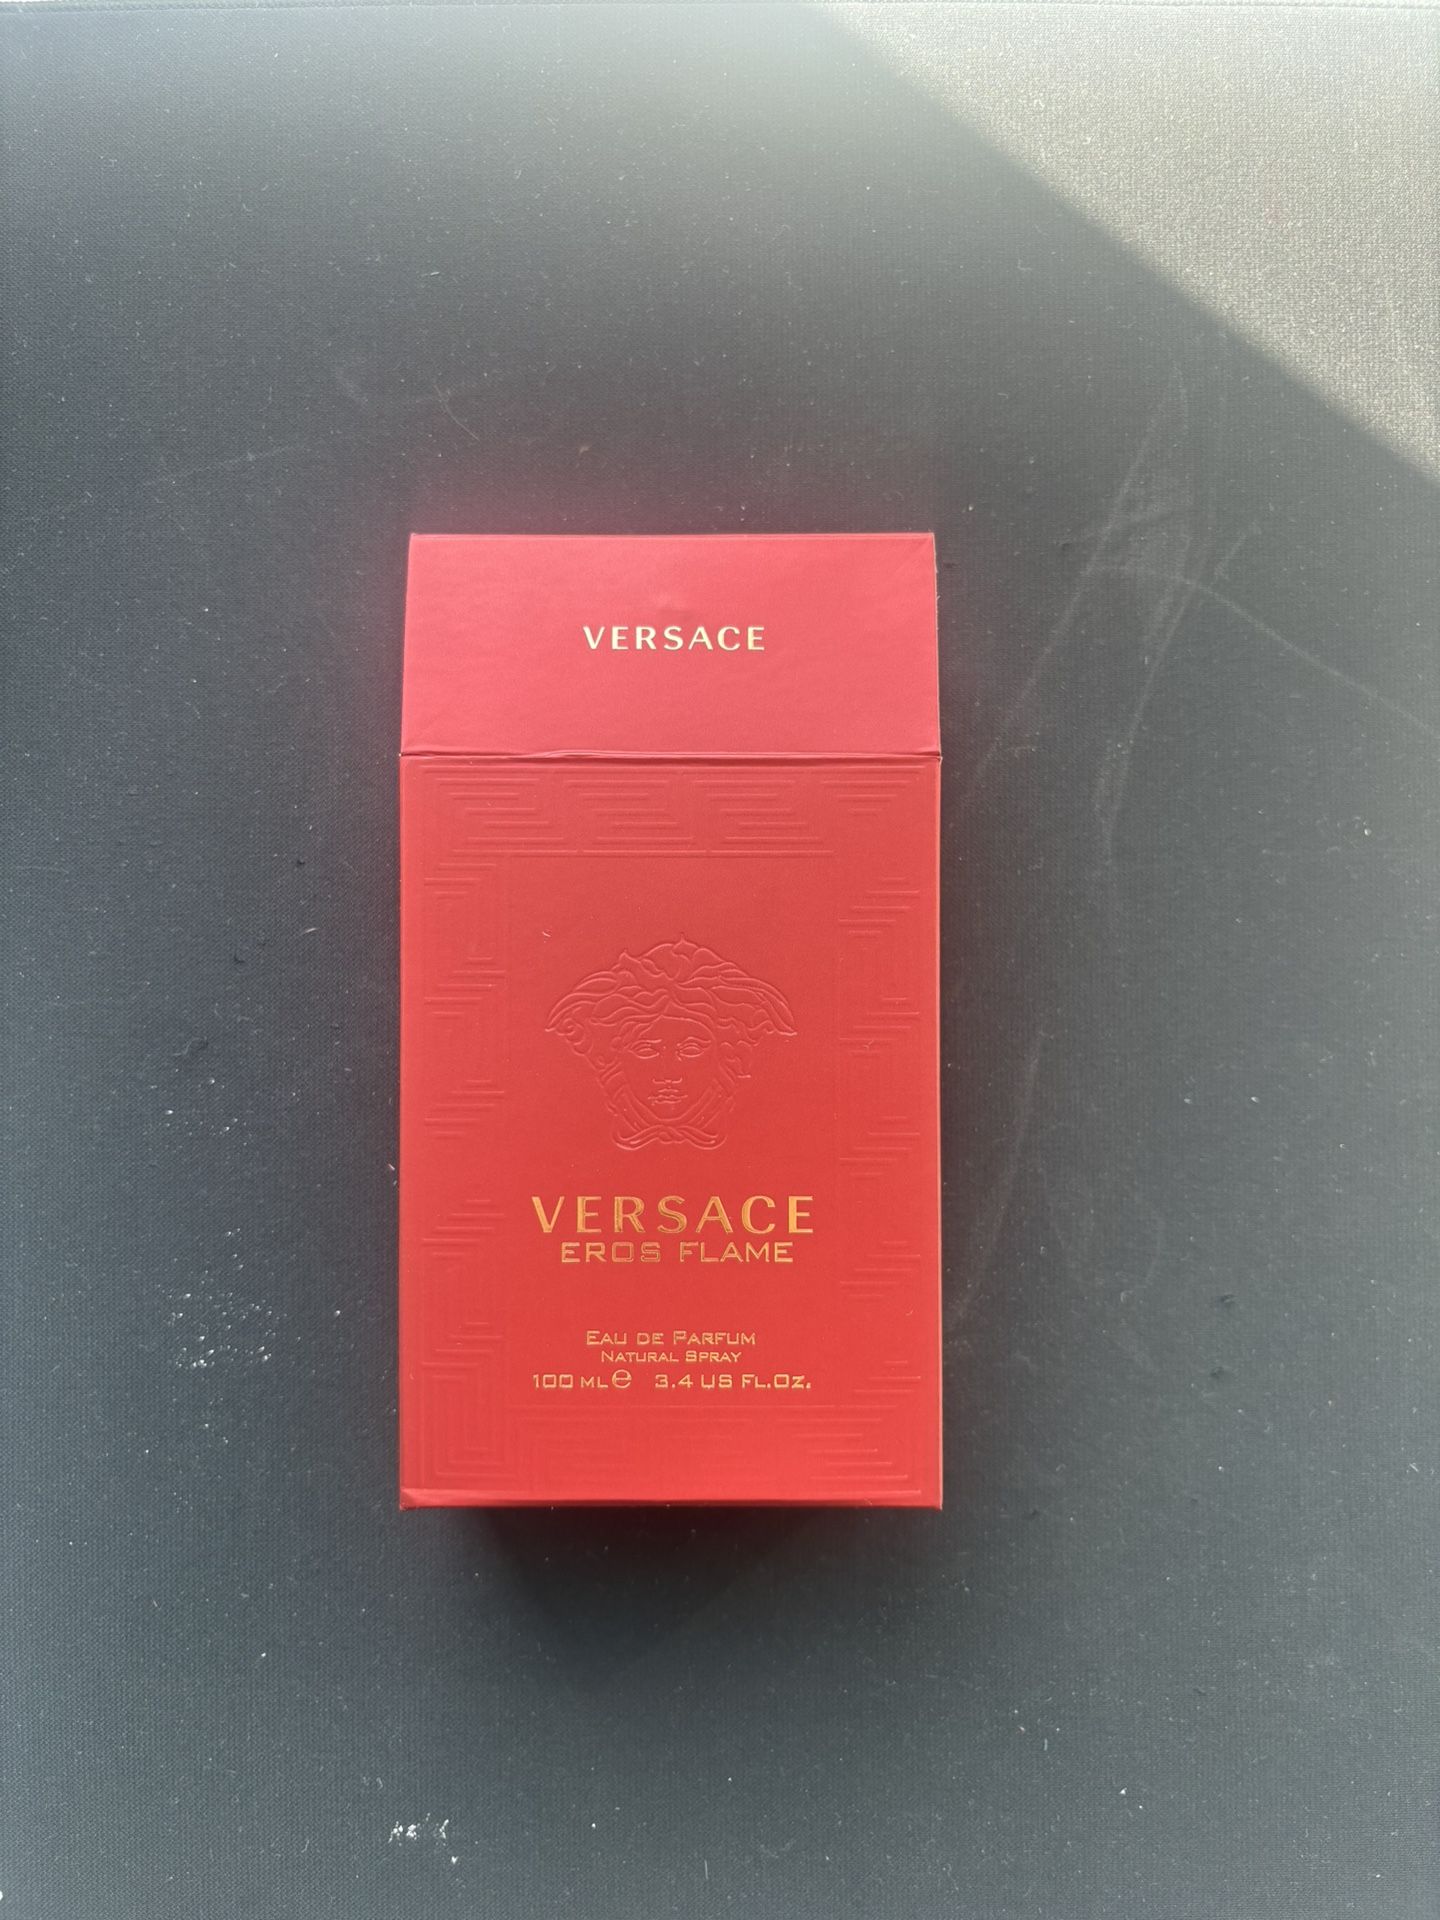 VERSACE
VERSACE
EROS FLAME
EAU DE PARFUM
NATURAL SPRAY
100 ML℮ 3.4 US FL.OZ.